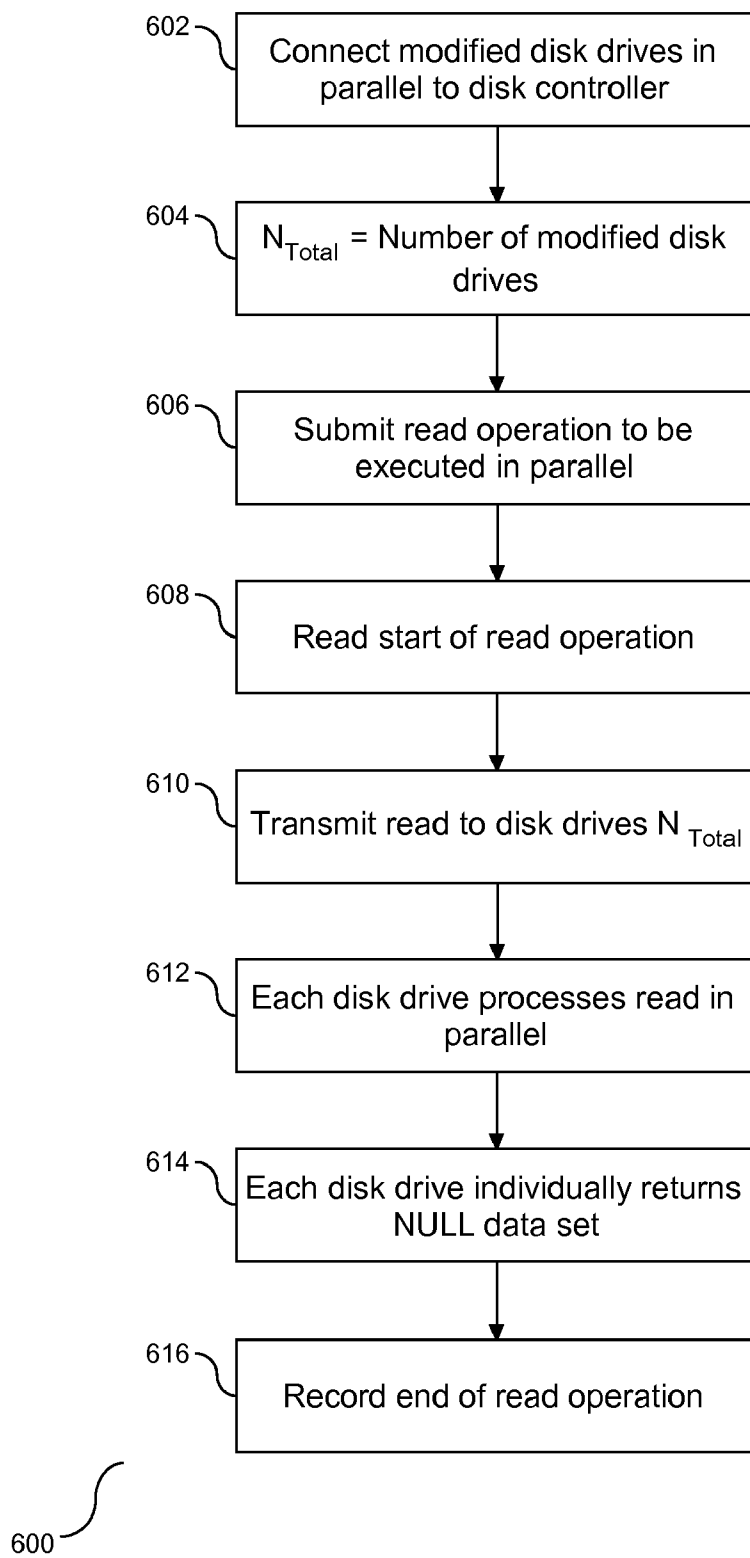 602
Connect modified disk drives in
parallel to disk controller
604
N_Total = Number of modified disk
drives
606
Submit read operation to be
executed in parallel
608
Read start of read operation
610
Transmit read to disk drives N_Total
612
Each disk drive processes read in
parallel
614
Each disk drive individually returns
NULL data set
616
Record end of read operation
600